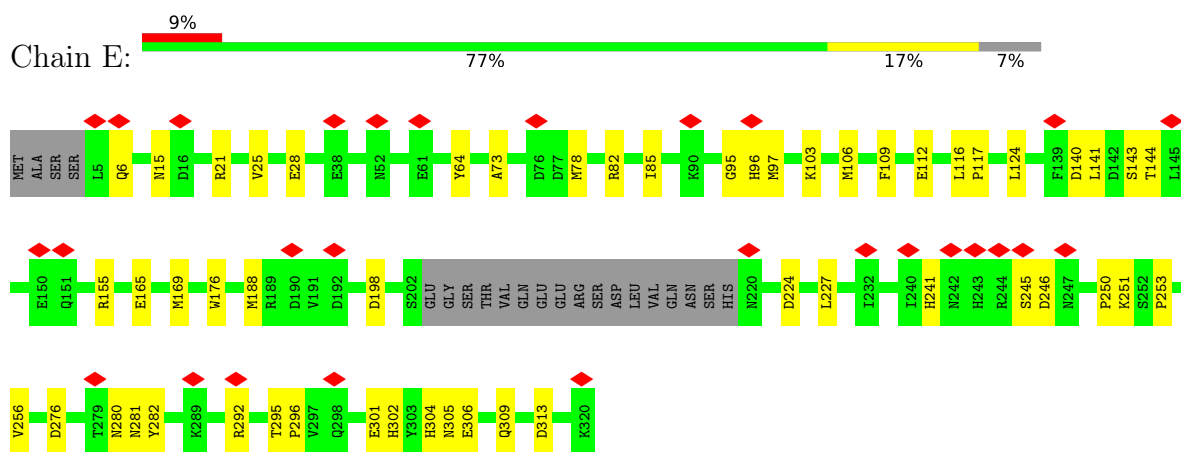 9%
Chain E:
77% 17% 7%
MET ALA SER SER L5 Q6 N15 D16 R21 V25 E28 E38 N52 E61 Y64 A73 D76 D77 M78 R82 I85 K90 G95 H96 M97 K103 M106 F109 E112 L116 P117 L124 F139 D140 L141 D142 S143 T144 L145
E150 Q151 R155 E165 M169 W176 M188 R189 D190 V191 D192 D198 S202 GLU GLY SER THR VAL GLN GLU GLU ARG SER ASP LEU VAL GLN ASN SER HIS N220 D224 L227 I232 I240 H241 N242 H243 R244 S245 D246 N247 P250 K251 S252 P253
V256 D276 T279 N280 N281 Y282 K289 R292 T295 P296 V297 Q298 E301 H302 Y303 H304 N305 E306 Q309 D313 K320